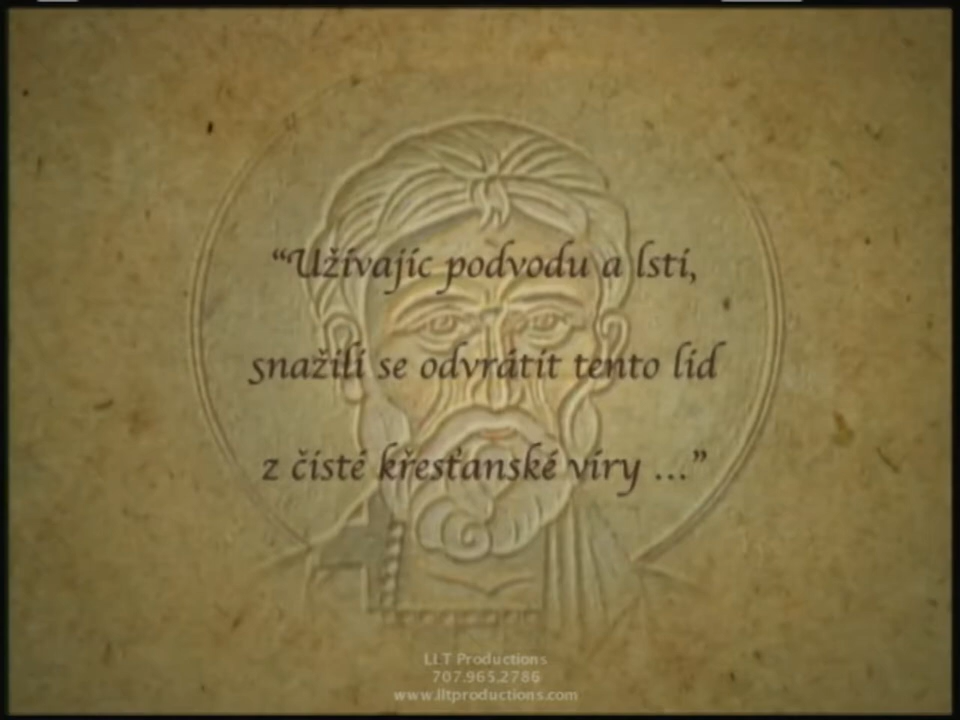 “Užívajíc podvodu a lsti,
snažili se odvrátit tento lid
z čisté křesťanské víry ...”
LLT Productions
707.965.2786
www.lltproductions.com